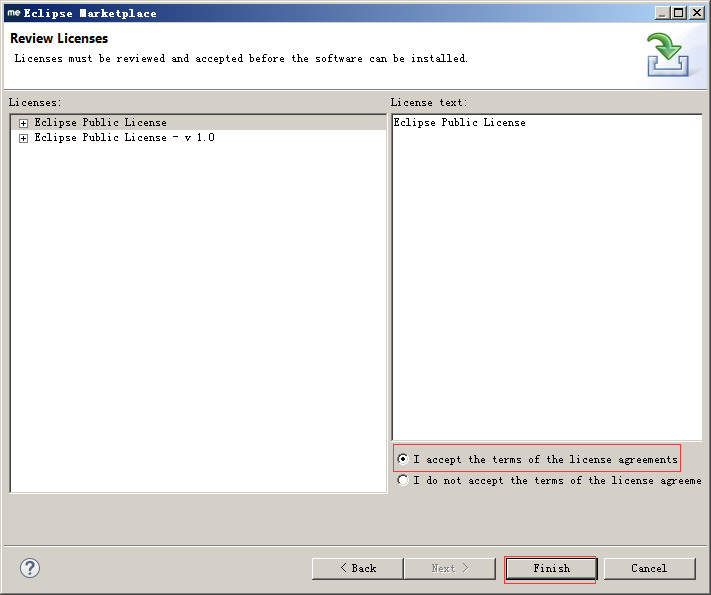 me Eclipse Marketplace
Review Licenses
Licenses must be reviewed and accepted before the software can be installed.
Licenses:
Eclipse Public License
Eclipse Public License - v 1.0
License text:
Eclipse Public License
I accept the terms of the license agreements
I do not accept the terms of the license agreeme
?
< Back
Next >
Finish
Cancel